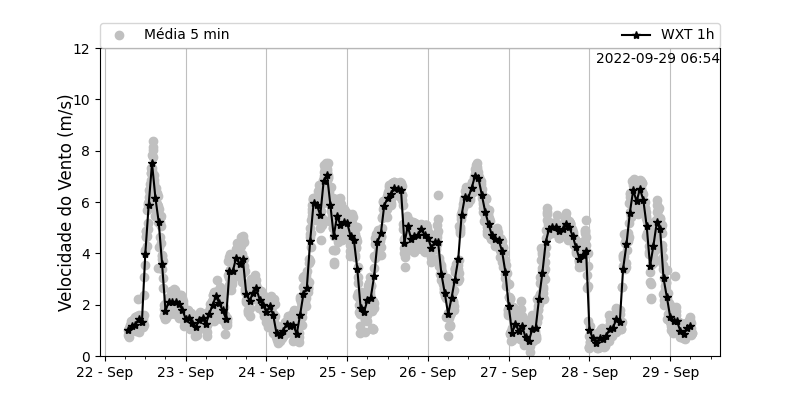 Média 5 min
WXT 1h
2022-09-29 06:54
Velocidade do Vento (m/s)
12
10
8
6
4
2
0
22 - Sep
23 - Sep
24 - Sep
25 - Sep
26 - Sep
27 - Sep
28 - Sep
29 - Sep